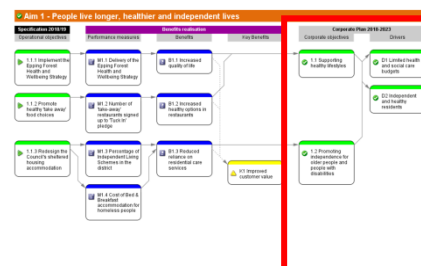 Aim 1 - People live longer, healthier and independent lives
Specification 2018/19
Benefits realisation
Corporate Plan 2018-2023
Operational objectives
Performance measures
Benefits
Key Benefits
Corporate objectives
Drivers
1.1.1 Implement the
Epping Forest
Health and
Wellbeing Strategy
B1.1 Delivery of the
Epping Forest
Health and
Wellbeing Strategy
B1.1 Increased
quality of life
1.1 Supporting
healthy lifestyles
D1 Limited health
and social care
budgets
1.1.2 Promote
healthy 'take away'
food choices
B1.2 Number of
'take-away'
restaurants signed
up to 'Tuck in'
pledge
B1.2 Increased
healthy options in
restaurants
D2 Independent
and healthy
residents
1.1.3 Redesign the
Council's sheltered
housing
accommodation
B1.3 Percentage of
Independent Living
Schemes in the
district
B1.3 Reduced
reliance on
residential care
services
K1 Improved
customer value
1.2 Promoting
independence for
older people and
people with
disabilities
B1.4 Cost of Bed &
Breakfast
accommodation for
homeless people